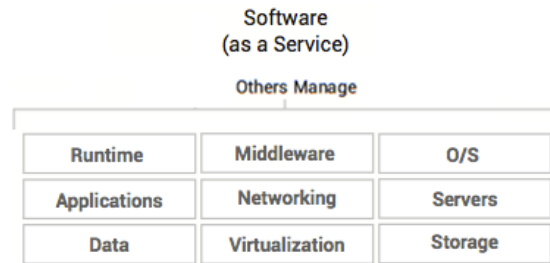 Software
(as a Service)
Others Manage
Runtime
Middleware
O/S
Applications
Networking
Servers
Data
Virtualization
Storage